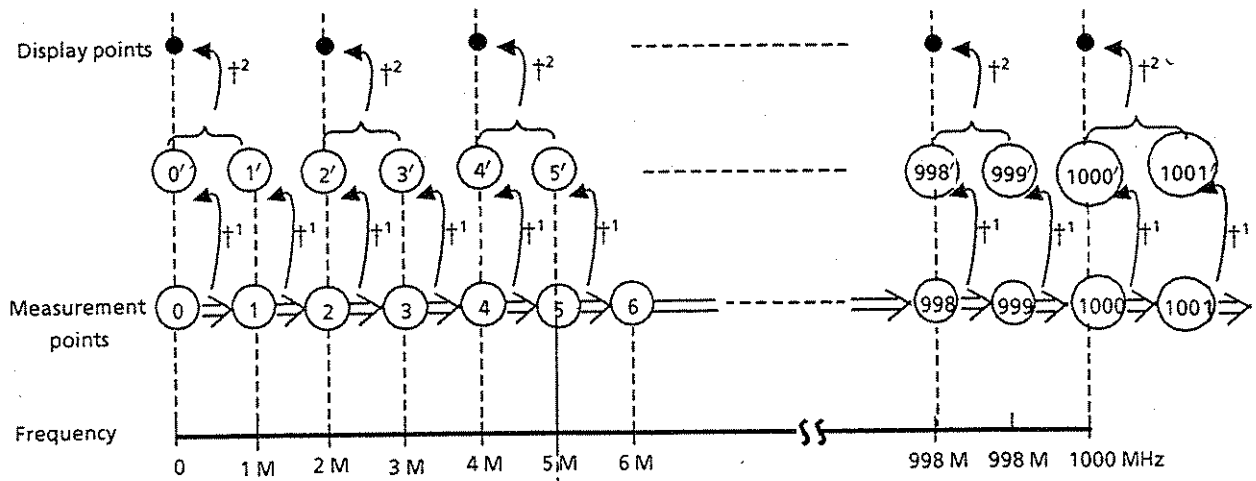 Display points
†² †² †² †² †²
0′ 1′ 2′ 3′ 4′ 5′ 998′ 999′ 1000′ 1001′
†¹ †¹ †¹ †¹ †¹ †¹ †¹ †¹ †¹ †¹
Measurement
points
0 1 2 3 4 5 6 998 999 1000 1001
Frequency
0 1 M 2 M 3 M 4 M 5 M 6 M 998 M 998 M 1000 MHz